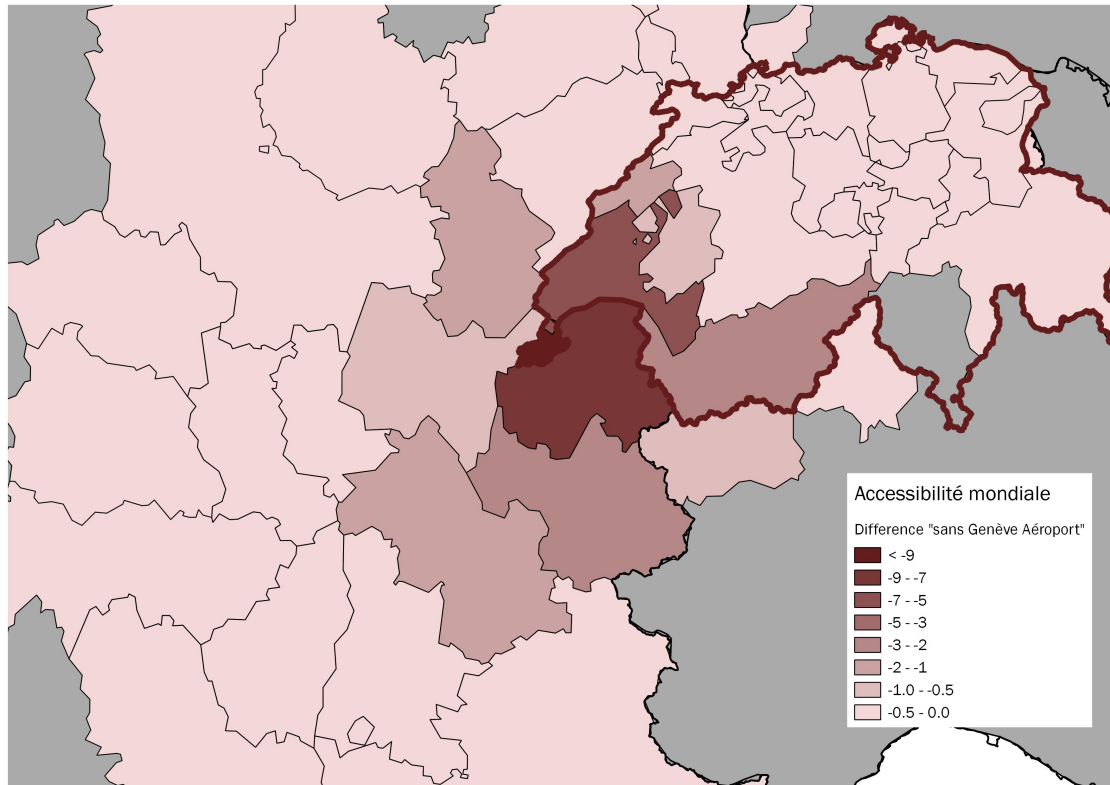 Accessibilité mondiale
Difference "sans Genève Aéroport"
< -9
-9 - -7
-7 - -5
-5 - -3
-3 - -2
-2 - -1
-1.0 - -0.5
-0.5 - 0.0